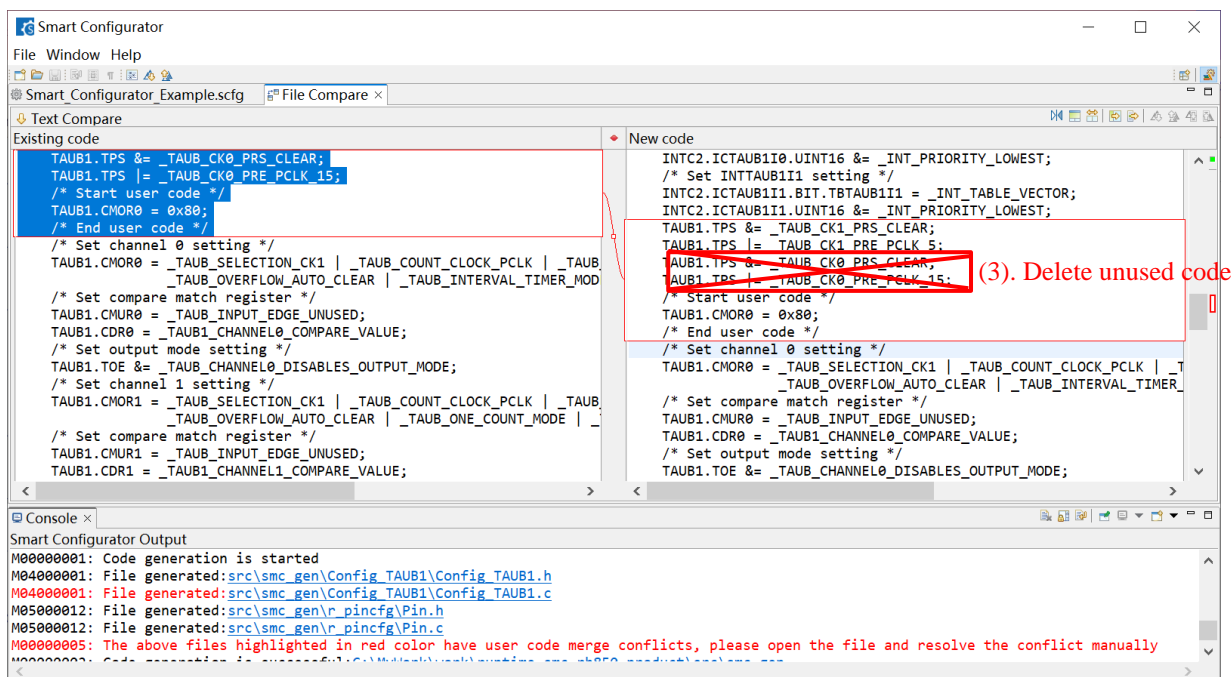 Smart Configurator
File Window Help
Smart_Configurator_Example.scfg File Compare
Text Compare
Existing code
TAUB1.TPS &= _TAUB_CK0_PRS_CLEAR;
TAUB1.TPS |= _TAUB_CK0_PRE_PCLK_15;
/* Start user code */
TAUB1.CMOR0 = 0x80;
/* End user code */
/* Set channel 0 setting */
TAUB1.CMOR0 = _TAUB_SELECTION_CK1 | _TAUB_COUNT_CLOCK_PCLK | _TAUB_
_TAUB_OVERFLOW_AUTO_CLEAR | _TAUB_INTERVAL_TIMER_MOD
/* Set compare match register */
TAUB1.CMUR0 = _TAUB_INPUT_EDGE_UNUSED;
TAUB1.CDR0 = _TAUB1_CHANNEL0_COMPARE_VALUE;
/* Set output mode setting */
TAUB1.TOE &= _TAUB_CHANNEL0_DISABLES_OUTPUT_MODE;
/* Set channel 1 setting */
TAUB1.CMOR1 = _TAUB_SELECTION_CK1 | _TAUB_COUNT_CLOCK_PCLK | _TAUB_
_TAUB_OVERFLOW_AUTO_CLEAR | _TAUB_ONE_COUNT_MODE | _
/* Set compare match register */
TAUB1.CMUR1 = _TAUB_INPUT_EDGE_UNUSED;
TAUB1.CDR1 = _TAUB1_CHANNEL1_COMPARE_VALUE;
New code
INTC2.ICTAUB1I0.UINT16 &= _INT_PRIORITY_LOWEST;
/* Set INTTAUB1I1 setting */
INTC2.ICTAUB1I1.BIT.TBTAUB1I1 = _INT_TABLE_VECTOR;
INTC2.ICTAUB1I1.UINT16 &= _INT_PRIORITY_LOWEST;
TAUB1.TPS &= _TAUB_CK1_PRS_CLEAR;
TAUB1.TPS |= _TAUB_CK1_PRE_PCLK_5;
TAUB1.TPS &= _TAUB_CK0_PRS_CLEAR;
TAUB1.TPS |= _TAUB_CK0_PRE_PCLK_15;
(3). Delete unused code
/* Start user code */
TAUB1.CMOR0 = 0x80;
/* End user code */
/* Set channel 0 setting */
TAUB1.CMOR0 = _TAUB_SELECTION_CK1 | _TAUB_COUNT_CLOCK_PCLK | _T
_TAUB_OVERFLOW_AUTO_CLEAR | _TAUB_INTERVAL_TIMER_
/* Set compare match register */
TAUB1.CMUR0 = _TAUB_INPUT_EDGE_UNUSED;
TAUB1.CDR0 = _TAUB1_CHANNEL0_COMPARE_VALUE;
/* Set output mode setting */
TAUB1.TOE &= _TAUB_CHANNEL0_DISABLES_OUTPUT_MODE;
Console
Smart Configurator Output
M00000001: Code generation is started
M04000001: File generated:src\smc_gen\Config_TAUB1\Config_TAUB1.h
M04000001: File generated:src\smc_gen\Config_TAUB1\Config_TAUB1.c
M05000012: File generated:src\smc_gen\r_pincfg\Pin.h
M05000012: File generated:src\smc_gen\r_pincfg\Pin.c
M00000005: The above files highlighted in red color have user code merge conflicts, please open the file and resolve the conflict manually